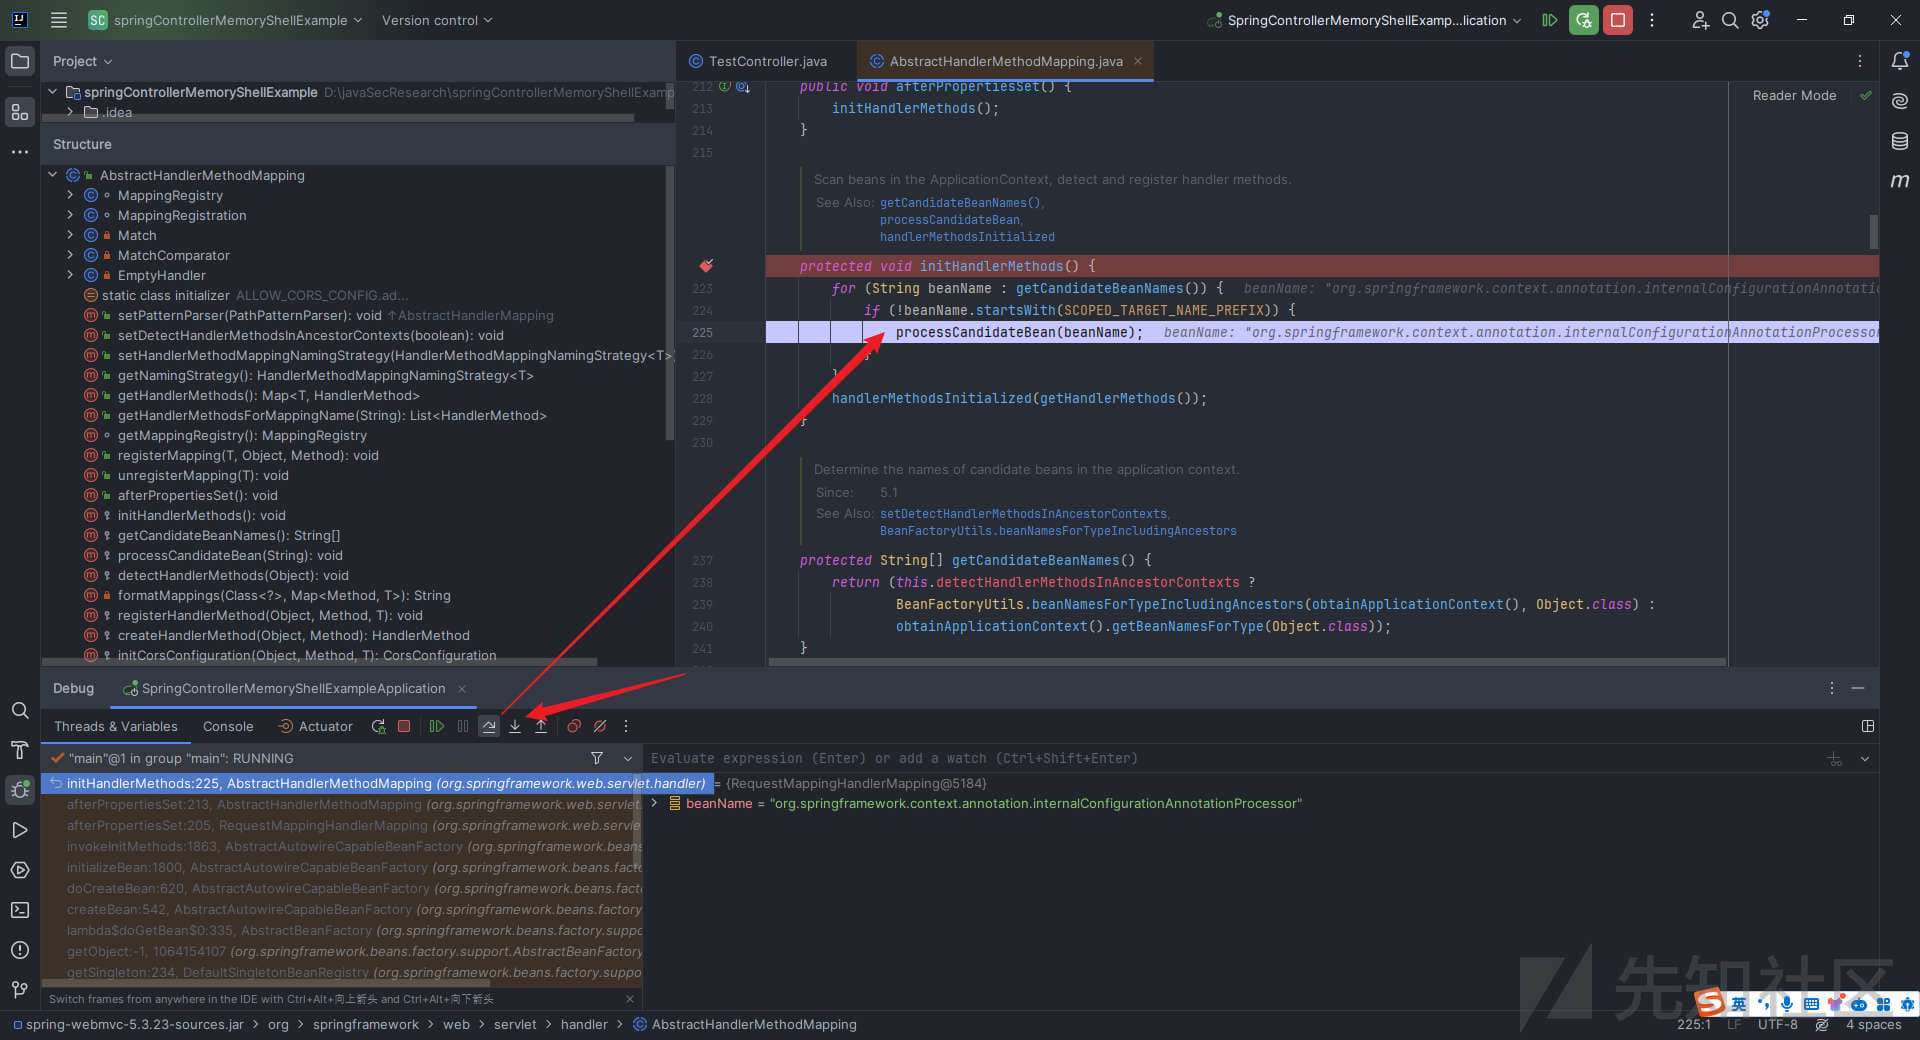 SC springControllerMemoryShellExample Version control SpringControllerMemoryShellExamp...lication
Project
springControllerMemoryShellExample D:\javaSecResearch\springControllerMemoryShellExamp
.idea
Structure
AbstractHandlerMethodMapping
MappingRegistry
MappingRegistration
Match
MatchComparator
EmptyHandler
static class initializer ALLOW_CORS_CONFIG.ad...
setPatternParser(PathPatternParser): void ↑AbstractHandlerMapping
setDetectHandlerMethodsInAncestorContexts(boolean): void
setHandlerMethodMappingNamingStrategy(HandlerMethodMappingNamingStrategy<T>
getNamingStrategy(): HandlerMethodMappingNamingStrategy<T>
getHandlerMethods(): Map<T, HandlerMethod>
getHandlerMethodsForMappingName(String): List<HandlerMethod>
getMappingRegistry(): MappingRegistry
registerMapping(T, Object, Method): void
unregisterMapping(T): void
afterPropertiesSet(): void
initHandlerMethods(): void
getCandidateBeanNames(): String[]
processCandidateBean(String): void
detectHandlerMethods(Object): void
formatMappings(Class<?>, Map<Method, T>): String
registerHandlerMethod(Object, Method, T): void
createHandlerMethod(Object, Method): HandlerMethod
initCorsConfiguration(Object, Method, T): CorsConfiguration
TestController.java AbstractHandlerMethodMapping.java
Reader Mode
212 public void afterPropertiesSet() {
213 initHandlerMethods();
214 }
215
Scan beans in the ApplicationContext, detect and register handler methods.
See Also: getCandidateBeanNames(),
processCandidateBean,
handlerMethodsInitialized
protected void initHandlerMethods() {
223 for (String beanName : getCandidateBeanNames()) { beanName: "org.springframework.context.annotation.internalConfigurationAnnotatio
224 if (!beanName.startsWith(SCOPED_TARGET_NAME_PREFIX)) {
225 processCandidateBean(beanName); beanName: "org.springframework.context.annotation.internalConfigurationAnnotationProcessor
226 }
227 }
228 handlerMethodsInitialized(getHandlerMethods());
229 }
230
Determine the names of candidate beans in the application context.
Since: 5.1
See Also: setDetectHandlerMethodsInAncestorContexts,
BeanFactoryUtils.beanNamesForTypeIncludingAncestors
237 protected String[] getCandidateBeanNames() {
238 return (this.detectHandlerMethodsInAncestorContexts ?
239 BeanFactoryUtils.beanNamesForTypeIncludingAncestors(obtainApplicationContext(), Object.class) :
240 obtainApplicationContext().getBeanNamesForType(Object.class));
241 }
Debug SpringControllerMemoryShellExampleApplication
Threads & Variables Console Actuator
"main"@1 in group "main": RUNNING
initHandlerMethods:225, AbstractHandlerMethodMapping (org.springframework.web.servlet.handler)
afterPropertiesSet:213, AbstractHandlerMethodMapping (org.springframework.web.servlet
afterPropertiesSet:205, RequestMappingHandlerMapping (org.springframework.web.servle
invokeInitMethods:1863, AbstractAutowireCapableBeanFactory (org.springframework.beans
initializeBean:1800, AbstractAutowireCapableBeanFactory (org.springframework.beans.facto
doCreateBean:620, AbstractAutowireCapableBeanFactory (org.springframework.beans.facto
createBean:542, AbstractAutowireCapableBeanFactory (org.springframework.beans.factory
lambda$doGetBean$0:335, AbstractBeanFactory (org.springframework.beans.factory.suppo
getObject:-1, 1064154107 (org.springframework.beans.factory.support.AbstractBeanFactory
getSingleton:234, DefaultSingletonBeanRegistry (org.springframework.beans.factory.suppo
Switch frames from anywhere in the IDE with Ctrl+Alt+向上箭头 and Ctrl+Alt+向下箭头
Evaluate expression (Enter) or add a watch (Ctrl+Shift+Enter)
= {RequestMappingHandlerMapping@5184}
beanName = "org.springframework.context.annotation.internalConfigurationAnnotationProcessor"
先知社区
英
spring-webmvc-5.3.23-sources.jar > org > springframework > web > servlet > handler > AbstractHandlerMethodMapping
225:1 LF UTF-8 4 spaces